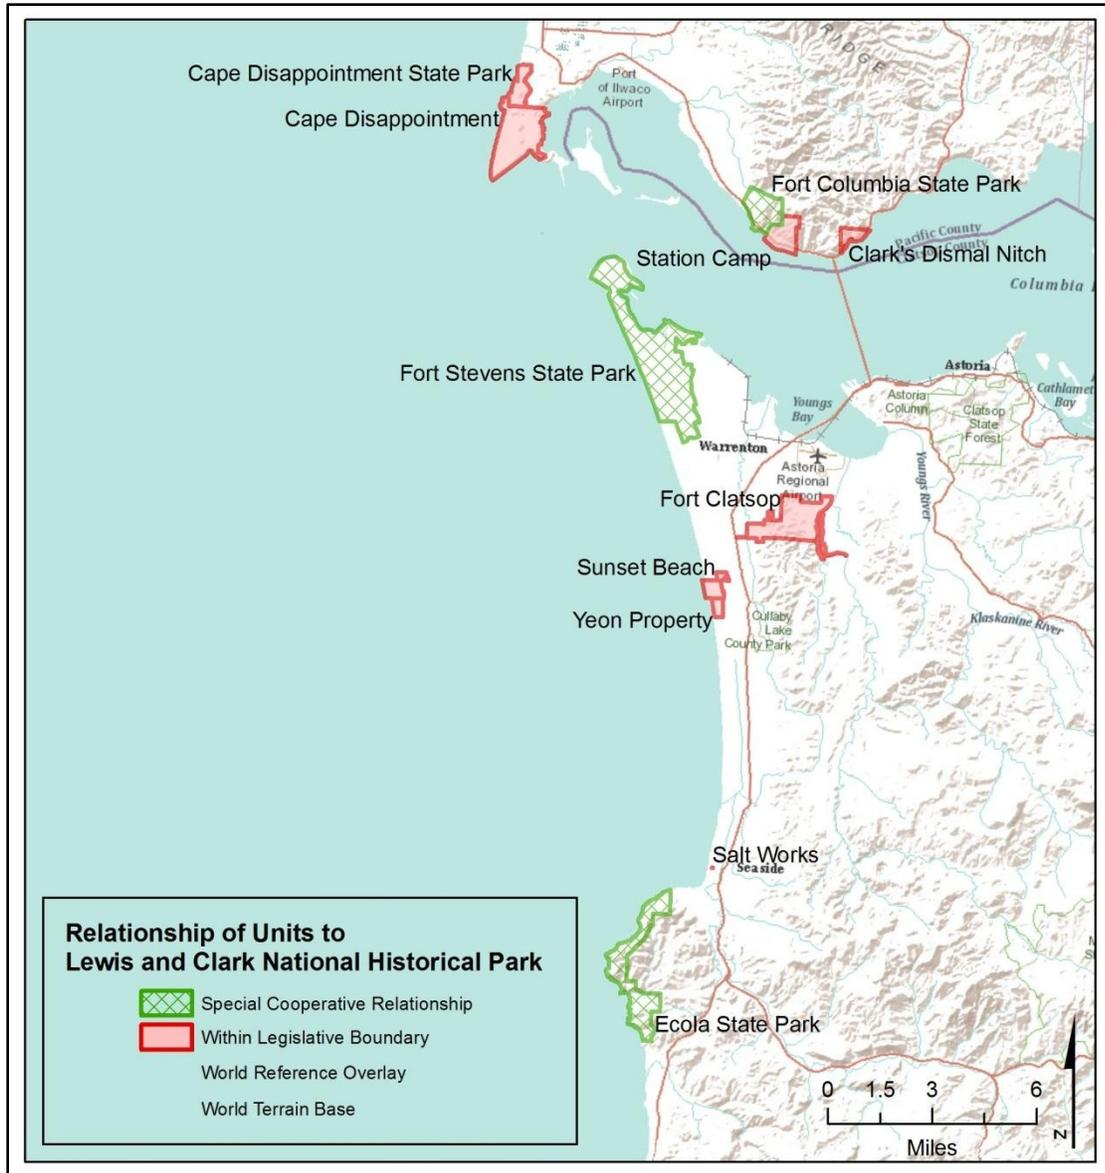 RIDGE
Cape Disappointment State Park
Port
of Ilwaco
Airport
Cape Disappointment
Fort Columbia State Park
Pacific County
Station Camp
Clark's Dismal Nitch
Columbia
Fort Stevens State Park
Astoria
Youngs
Bay
Astoria
Column
Clatsop
State
Forest
Cathlamet
Bay
Warrenton
Astoria
Regional
Airport
Youngs River
Fort Clatsop
Sunset Beach
Yeon Property
Cullaby
Lake
County Park
Klaskanine River
Salt Works
Seaside
Relationship of Units to
Lewis and Clark National Historical Park
Special Cooperative Relationship
Within Legislative Boundary
World Reference Overlay
World Terrain Base
Ecola State Park
0 1.5 3 6
Miles
N